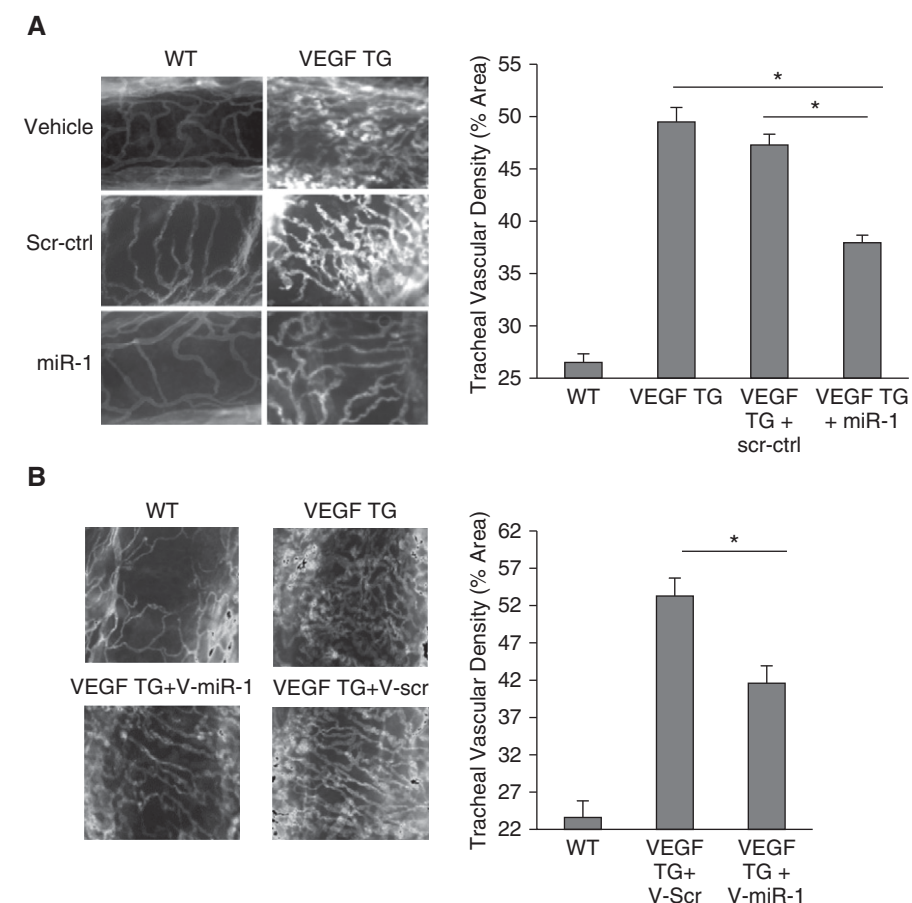 A
WT VEGF TG
Vehicle
Scr-ctrl
miR-1
Tracheal Vascular Density (% Area)
55
50
45
40
35
30
25
*
*
WT VEGF TG VEGF VEGF TG
TG + + miR-1
scr-ctrl
B
WT VEGF TG
VEGF TG+V-miR-1 VEGF TG+V-scr
Tracheal Vascular Density (% Area)
62
57
52
47
42
37
32
27
22
*
WT VEGF VEGF
TG+ TG +
V-Scr V-miR-1